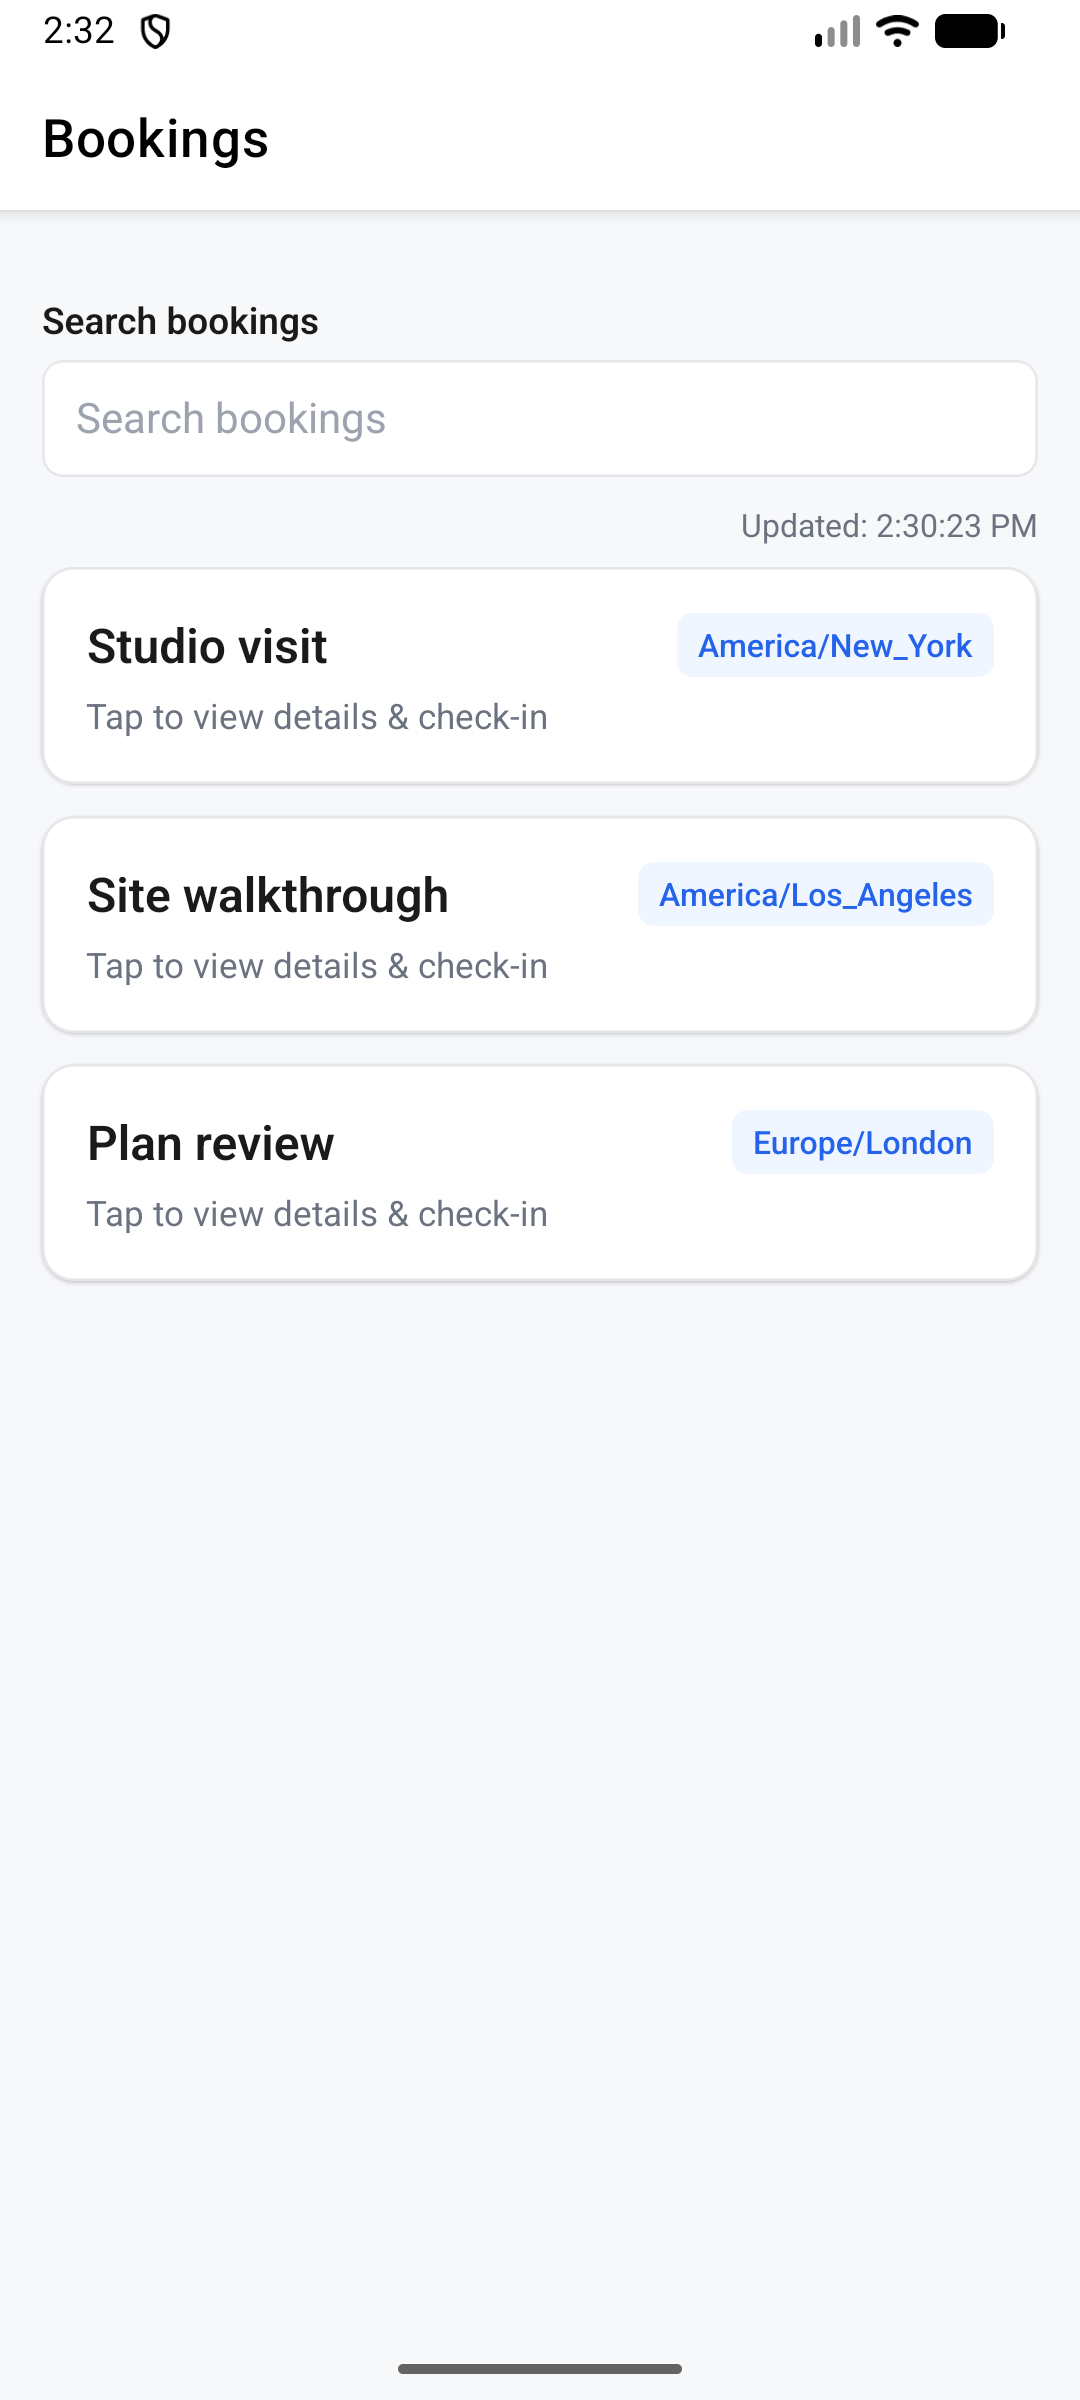 2:32
Bookings
Search bookings
Search bookings
Updated: 2:30:23 PM
Studio visit
America/New_York
Tap to view details & check-in
Site walkthrough
America/Los_Angeles
Tap to view details & check-in
Plan review
Europe/London
Tap to view details & check-in